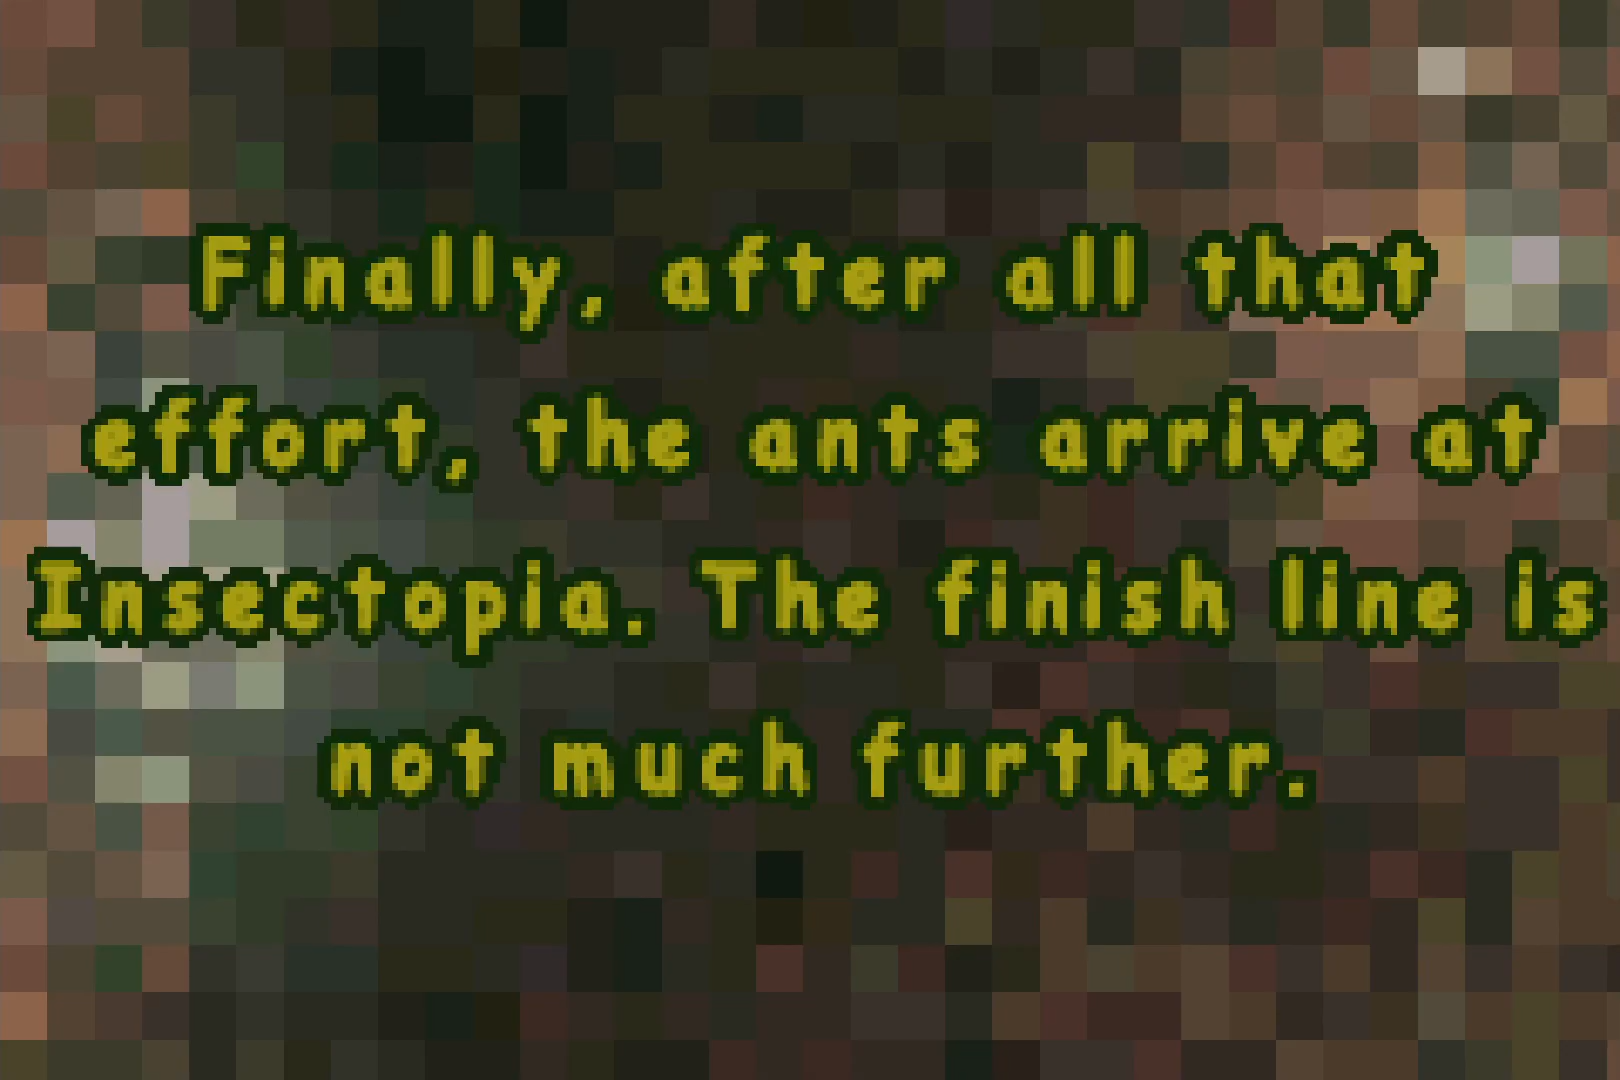 Finally, after all that
effort, the ants arrive at
Insectopia. The finish line is
not much further.